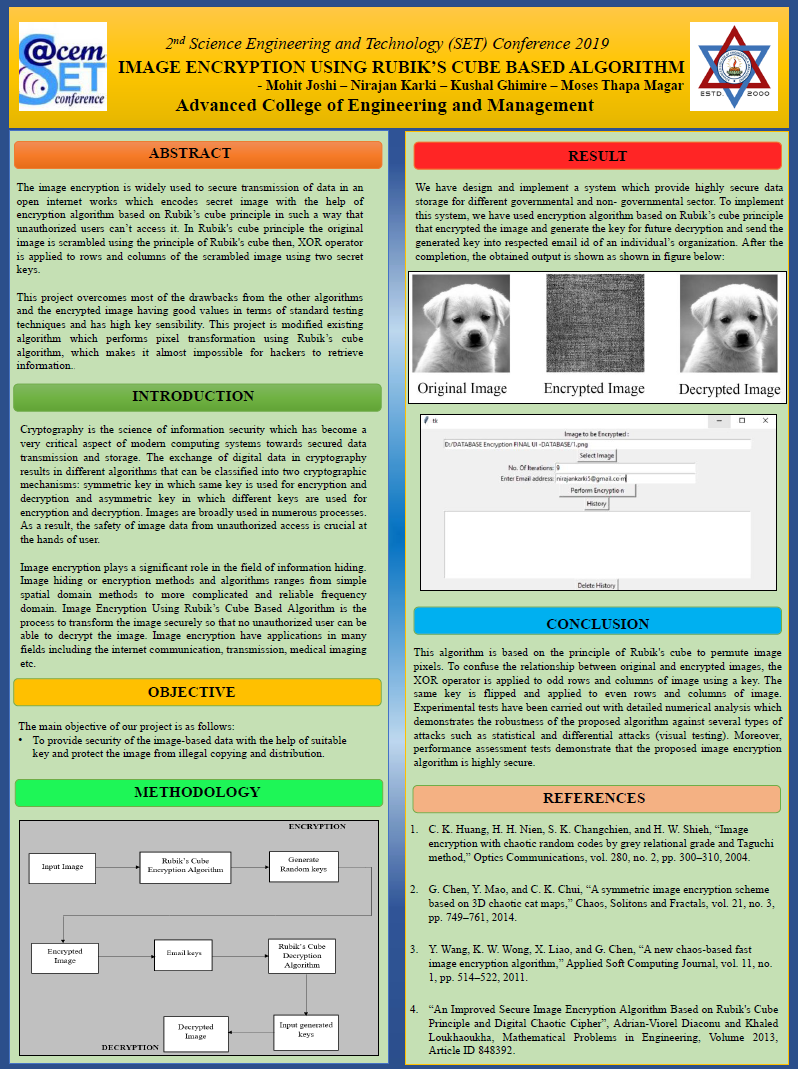 @cem
SET
conference
2nd Science Engineering and Technology (SET) Conference 2019
IMAGE ENCRYPTION USING RUBIK'S CUBE BASED ALGORITHM
- Mohit Joshi – Nirajan Karki – Kushal Ghimire – Moses Thapa Magar
Advanced College of Engineering and Management
ESTD. 2000
ABSTRACT
The image encryption is widely used to secure transmission of data in an
open internet works which encodes secret image with the help of
encryption algorithm based on Rubik's cube principle in such a way that
unauthorized users can't access it. In Rubik's cube principle the original
image is scrambled using the principle of Rubik's cube then, XOR operator
is applied to rows and columns of the scrambled image using two secret
keys.
This project overcomes most of the drawbacks from the other algorithms
and the encrypted image having good values in terms of standard testing
techniques and has high key sensibility. This project is modified existing
algorithm which performs pixel transformation using Rubik's cube
algorithm, which makes it almost impossible for hackers to retrieve
information..
INTRODUCTION
Cryptography is the science of information security which has become a
very critical aspect of modern computing systems towards secured data
transmission and storage. The exchange of digital data in cryptography
results in different algorithms that can be classified into two cryptographic
mechanisms: symmetric key in which same key is used for encryption and
decryption and asymmetric key in which different keys are used for
encryption and decryption. Images are broadly used in numerous processes.
As a result, the safety of image data from unauthorized access is crucial at
the hands of user.
Image encryption plays a significant role in the field of information hiding.
Image hiding or encryption methods and algorithms ranges from simple
spatial domain methods to more complicated and reliable frequency
domain. Image Encryption Using Rubik's Cube Based Algorithm is the
process to transform the image securely so that no unauthorized user can be
able to decrypt the image. Image encryption have applications in many
fields including the internet communication, transmission, medical imaging
etc.
OBJECTIVE
The main objective of our project is as follows:
• To provide security of the image-based data with the help of suitable
key and protect the image from illegal copying and distribution.
METHODOLOGY
ENCRYPTION
Input Image
Rubik's Cube
Encryption Algorithm
Generate
Random keys
Encrypted
Image
Email keys
Rubik's Cube
Decryption
Algorithm
Decrypted
Image
Input generated
keys
DECRYPTION
RESULT
We have design and implement a system which provide highly secure data
storage for different governmental and non- governmental sector. To implement
this system, we have used encryption algorithm based on Rubik's cube principle
that encrypted the image and generate the key for future decryption and send the
generated key into respected email id of an individual's organization. After the
completion, the obtained output is shown as shown in figure below:
Original Image
Encrypted Image
Decrypted Image
tk
Image to be Encrypted :
D:/DATABASE Encryption FINAL UI -DATABASE/1.png
Select Image
No. Of Iterations: 9
Enter Email address: nirajankarki5@gmail.com
Perform Encryption
History
Delete History
CONCLUSION
This algorithm is based on the principle of Rubik's cube to permute image
pixels. To confuse the relationship between original and encrypted images, the
XOR operator is applied to odd rows and columns of image using a key. The
same key is flipped and applied to even rows and columns of image.
Experimental tests have been carried out with detailed numerical analysis which
demonstrates the robustness of the proposed algorithm against several types of
attacks such as statistical and differential attacks (visual testing). Moreover,
performance assessment tests demonstrate that the proposed image encryption
algorithm is highly secure.
REFERENCES
1. C. K. Huang, H. H. Nien, S. K. Changchien, and H. W. Shieh, “Image
encryption with chaotic random codes by grey relational grade and Taguchi
method,” Optics Communications, vol. 280, no. 2, pp. 300–310, 2004.
2. G. Chen, Y. Mao, and C. K. Chui, “A symmetric image encryption scheme
based on 3D chaotic cat maps,” Chaos, Solitons and Fractals, vol. 21, no. 3,
pp. 749–761, 2014.
3. Y. Wang, K. W. Wong, X. Liao, and G. Chen, “A new chaos-based fast
image encryption algorithm,” Applied Soft Computing Journal, vol. 11, no.
1, pp. 514–522, 2011.
4. “An Improved Secure Image Encryption Algorithm Based on Rubik's Cube
Principle and Digital Chaotic Cipher”, Adrian-Viorel Diaconu and Khaled
Loukhaoukha, Mathematical Problems in Engineering, Volume 2013,
Article ID 848392.